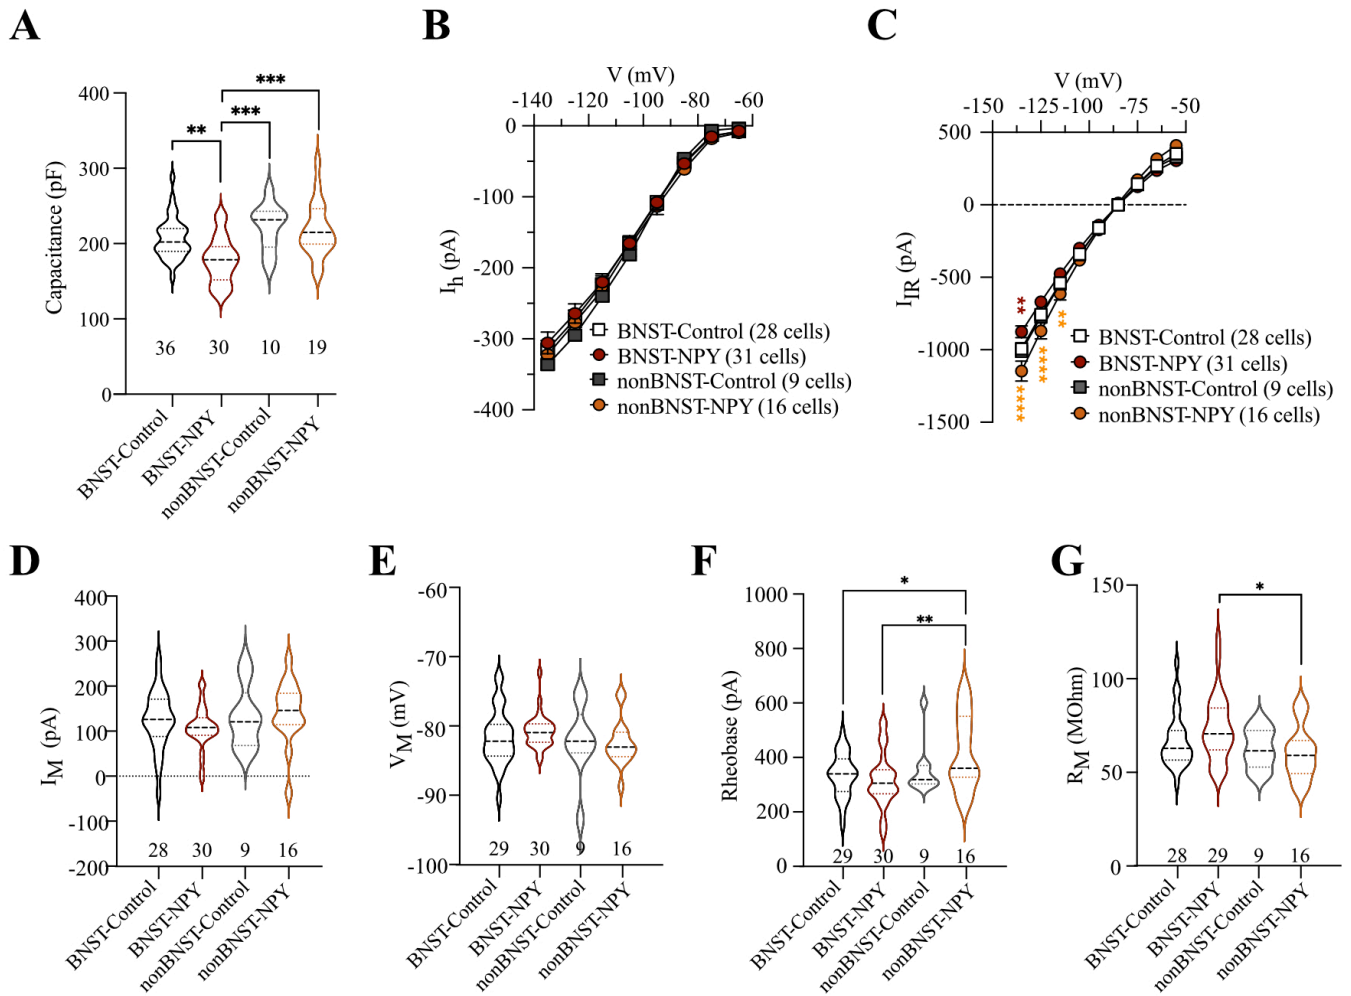 A
Capacitance (pF)
400
300
200
100
0
**
***
***
36
30
10
19
BNST-Control
BNST-NPY
nonBNST-Control
nonBNST-NPY
B
V (mV)
-140
-120
-100
-80
-60
0
-100
-200
-300
-400
Ih (pA)
BNST-Control (28 cells)
BNST-NPY (31 cells)
nonBNST-Control (9 cells)
nonBNST-NPY (16 cells)
C
V (mV)
-150
-125
-100
-75
-50
500
0
-500
-1000
-1500
IIR (pA)
**
**
****
****
BNST-Control (28 cells)
BNST-NPY (31 cells)
nonBNST-Control (9 cells)
nonBNST-NPY (16 cells)
D
IM (pA)
400
300
200
100
0
-100
-200
28
30
9
16
BNST-Control
BNST-NPY
nonBNST-Control
nonBNST-NPY
E
VM (mV)
-60
-70
-80
-90
-100
29
30
9
16
BNST-Control
BNST-NPY
nonBNST-Control
nonBNST-NPY
F
Rheobase (pA)
1000
800
600
400
200
0
*
**
29
30
9
16
BNST-Control
BNST-NPY
nonBNST-Control
nonBNST-NPY
G
RM (MOhm)
150
100
50
0
*
28
29
9
16
BNST-Control
BNST-NPY
nonBNST-Control
nonBNST-NPY